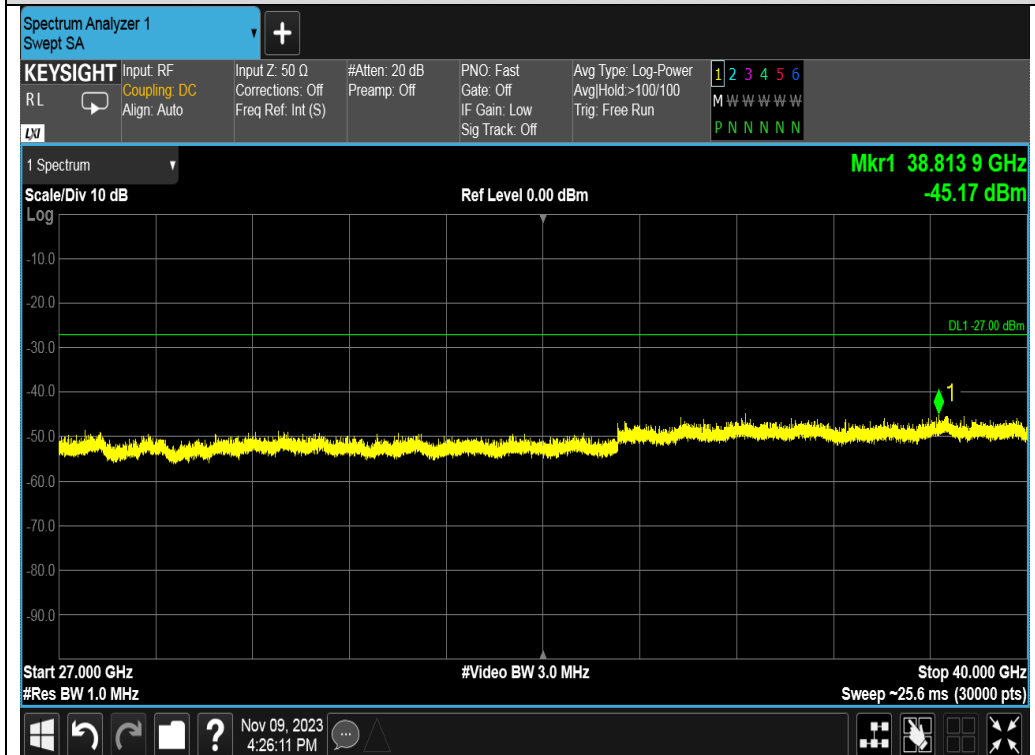 Spectrum Analyzer 1
Swept SA
+
KEYSIGHT
RL
LXI
Input: RF
Coupling: DC
Align: Auto
Input Z: 50 Ω
Corrections: Off
Freq Ref: Int (S)
#Atten: 20 dB
Preamp: Off
PNO: Fast
Gate: Off
IF Gain: Low
Sig Track: Off
Avg Type: Log-Power
Avg|Hold:>100/100
Trig: Free Run
1 2 3 4 5 6
M W W W W W
P N N N N N
1 Spectrum
Mkr1 38.813 9 GHz
-45.17 dBm
Scale/Div 10 dB
Ref Level 0.00 dBm
Log
-10.0
-20.0
DL1 -27.00 dBm
-30.0
-40.0
1
-50.0
-60.0
-70.0
-80.0
-90.0
Start 27.000 GHz
#Video BW 3.0 MHz
Stop 40.000 GHz
#Res BW 1.0 MHz
Sweep ~25.6 ms (30000 pts)
?
Nov 09, 2023
4:26:11 PM